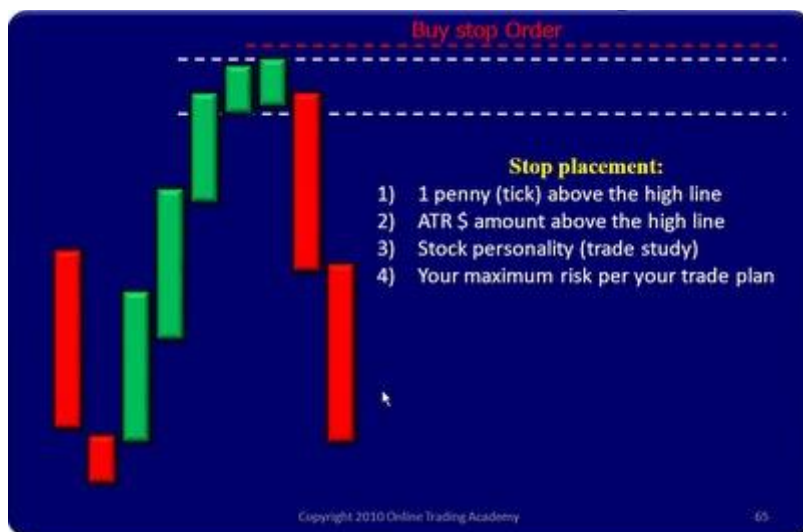 Buy stop Order
Stop placement:
1) 1 penny (tick) above the high line
2) ATR $ amount above the high line
3) Stock personality (trade study)
4) Your maximum risk per your trade plan
Copyright 2010 Online Trading Academy
65